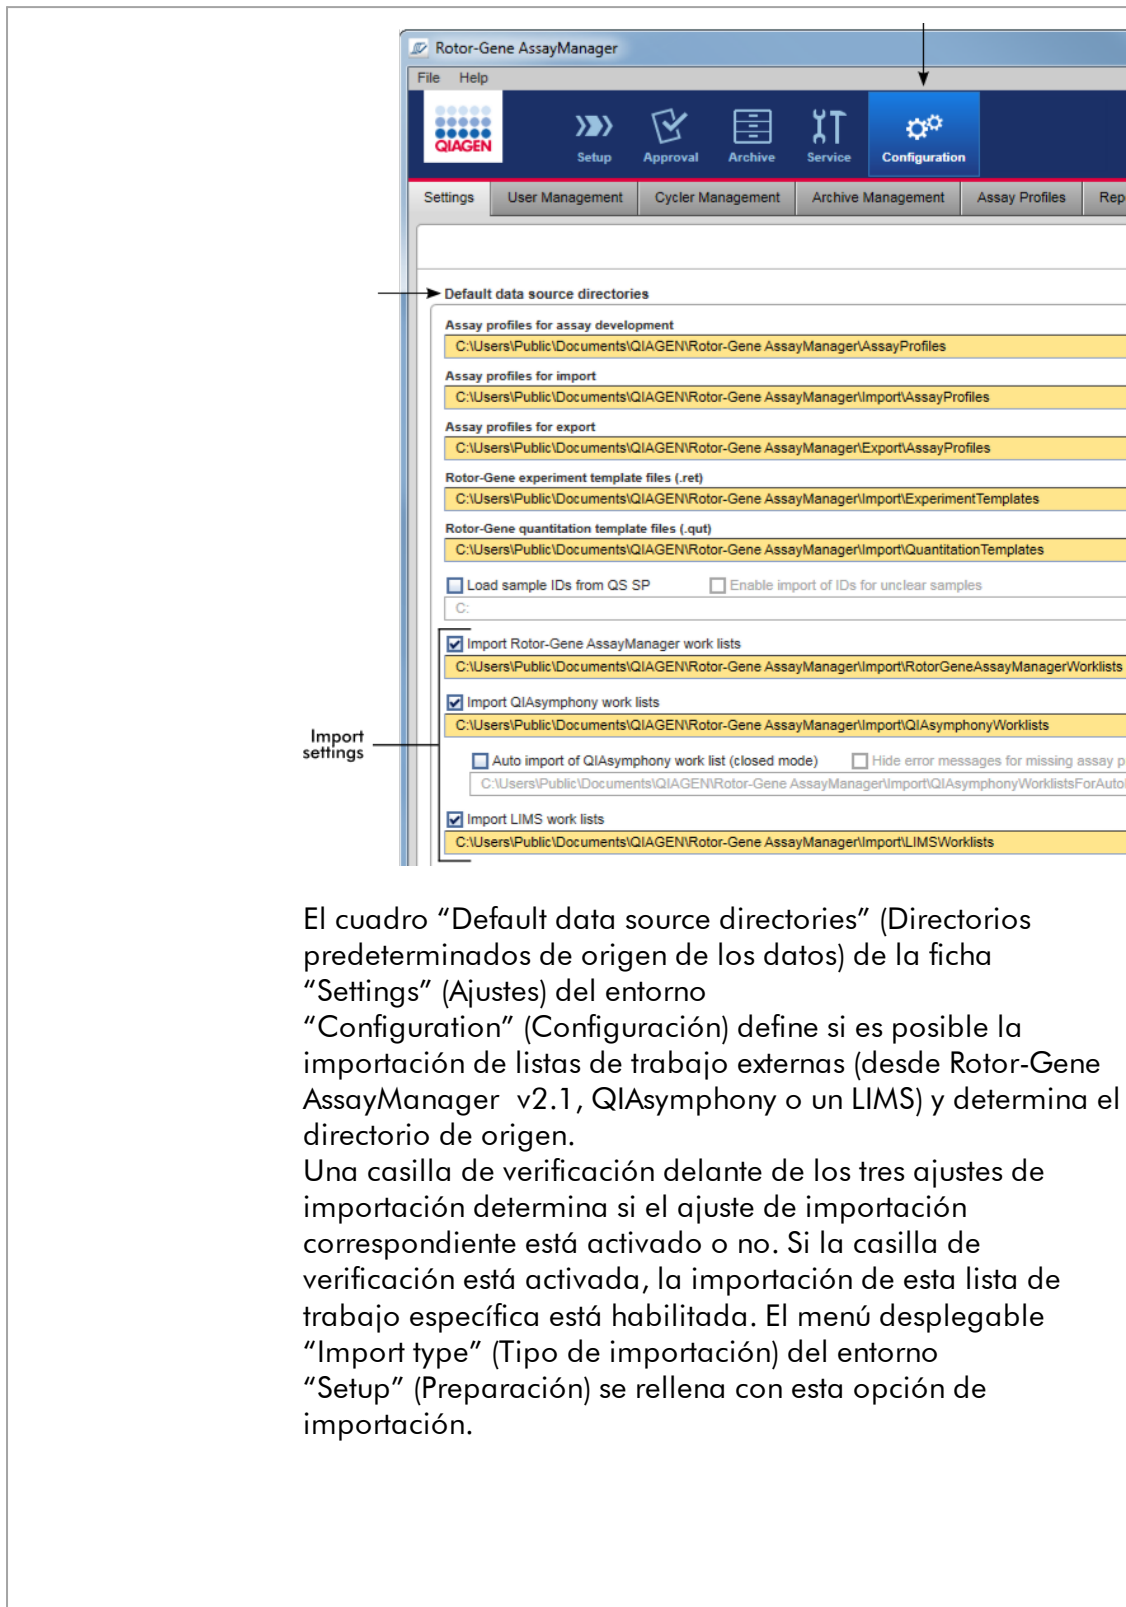 Rotor-Gene AssayManager
File Help
QIAGEN
Setup Approval Archive Service Configuration
Settings User Management Cycler Management Archive Management Assay Profiles Rep
Default data source directories
Assay profiles for assay development
C:\Users\Public\Documents\QIAGEN\Rotor-Gene AssayManager\AssayProfiles
Assay profiles for import
C:\Users\Public\Documents\QIAGEN\Rotor-Gene AssayManager\Import\AssayProfiles
Assay profiles for export
C:\Users\Public\Documents\QIAGEN\Rotor-Gene AssayManager\Export\AssayProfiles
Rotor-Gene experiment template files (.ret)
C:\Users\Public\Documents\QIAGEN\Rotor-Gene AssayManager\Import\ExperimentTemplates
Rotor-Gene quantitation template files (.qut)
C:\Users\Public\Documents\QIAGEN\Rotor-Gene AssayManager\Import\QuantitationTemplates
Load sample IDs from QS SP Enable import of IDs for unclear samples
C:
Import Rotor-Gene AssayManager work lists
C:\Users\Public\Documents\QIAGEN\Rotor-Gene AssayManager\Import\RotorGeneAssayManagerWorklists
Import QIAsymphony work lists
C:\Users\Public\Documents\QIAGEN\Rotor-Gene AssayManager\Import\QIAsymphonyWorklists
Import settings
Auto import of QIAsymphony work list (closed mode) Hide error messages for missing assay p
C:\Users\Public\Documents\QIAGEN\Rotor-Gene AssayManager\Import\QIAsymphonyWorklistsForAuto
Import LIMS work lists
C:\Users\Public\Documents\QIAGEN\Rotor-Gene AssayManager\Import\LIMSWorklists
El cuadro “Default data source directories” (Directorios
predeterminados de origen de los datos) de la ficha
“Settings” (Ajustes) del entorno
“Configuration” (Configuración) define si es posible la
importación de listas de trabajo externas (desde Rotor-Gene
AssayManager v2.1, QIAsymphony o un LIMS) y determina el
directorio de origen.
Una casilla de verificación delante de los tres ajustes de
importación determina si el ajuste de importación
correspondiente está activado o no. Si la casilla de
verificación está activada, la importación de esta lista de
trabajo específica está habilitada. El menú desplegable
“Import type” (Tipo de importación) del entorno
“Setup” (Preparación) se rellena con esta opción de
importación.